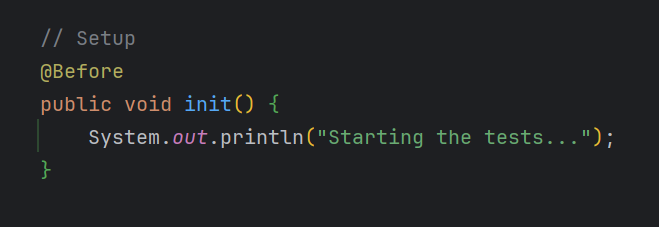 // Setup
@Before
public void init() {
    System.out.println("Starting the tests...");
}